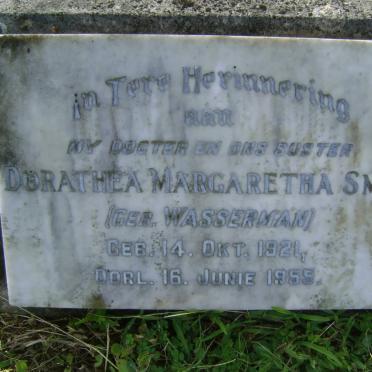 In Tere Herinnering
aan
MY DOGTER EN ONS SUSTER
DORATHEA MARGARETHA SM
(GEB. WASSERMAN)
GEB. 14. OKT. 1921,
OORL. 16. JUNIE 1955.